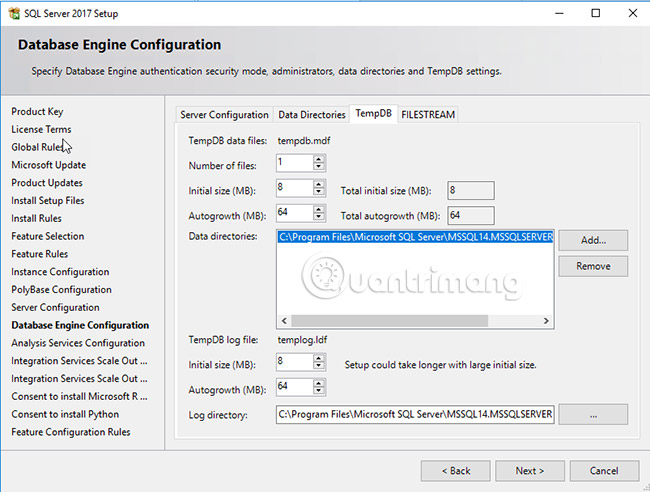 SQL Server 2017 Setup
Database Engine Configuration
Specify Database Engine authentication security mode, administrators, data directories and TempDB settings.
Product Key
License Terms
Global Rules
Microsoft Update
Product Updates
Install Setup Files
Install Rules
Feature Selection
Feature Rules
Instance Configuration
PolyBase Configuration
Server Configuration
Database Engine Configuration
Analysis Services Configuration
Integration Services Scale Out ...
Integration Services Scale Out ...
Consent to install Microsoft R ...
Consent to install Python
Feature Configuration Rules
Server Configuration Data Directories TempDB FILESTREAM
TempDB data files: tempdb.mdf
Number of files: 1
Initial size (MB): 8 Total initial size (MB): 8
Autogrowth (MB): 64 Total autogrowth (MB): 64
Data directories: C:\Program Files\Microsoft SQL Server\MSSQL14.MSSQLSERVER Add...
Remove
Quantrimang
TempDB log file: templog.ldf
Initial size (MB): 8 Setup could take longer with large initial size.
Autogrowth (MB): 64
Log directory: C:\Program Files\Microsoft SQL Server\MSSQL14.MSSQLSERVER ...
< Back Next > Cancel